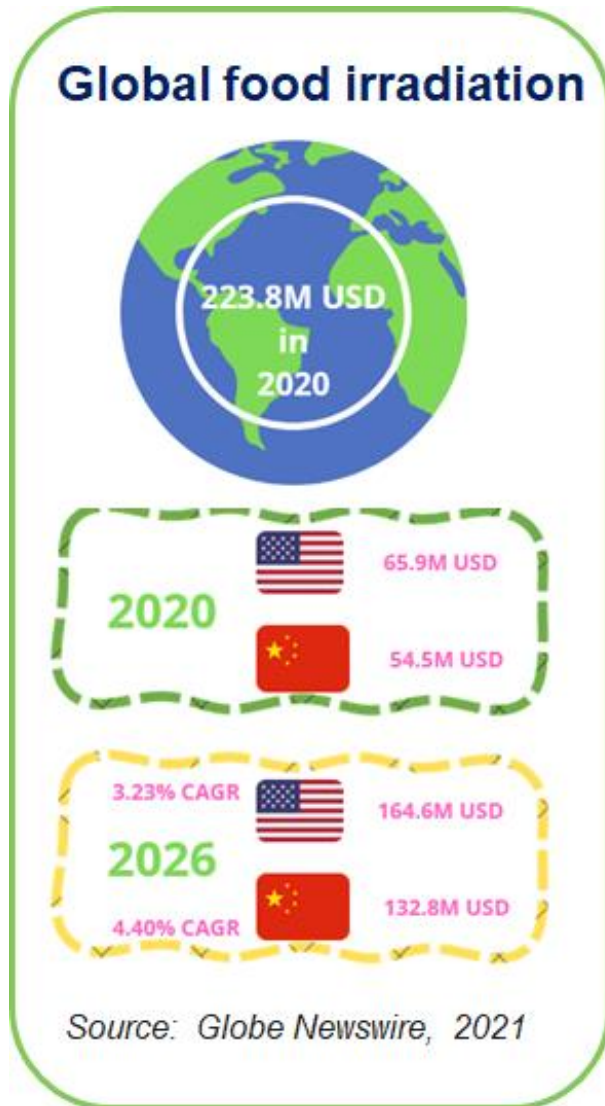 Global food irradiation
223.8M USD
in
2020
65.9M USD
2020
54.5M USD
3.23% CAGR
164.6M USD
2026
132.8M USD
4.40% CAGR
Source: Globe Newswire, 2021